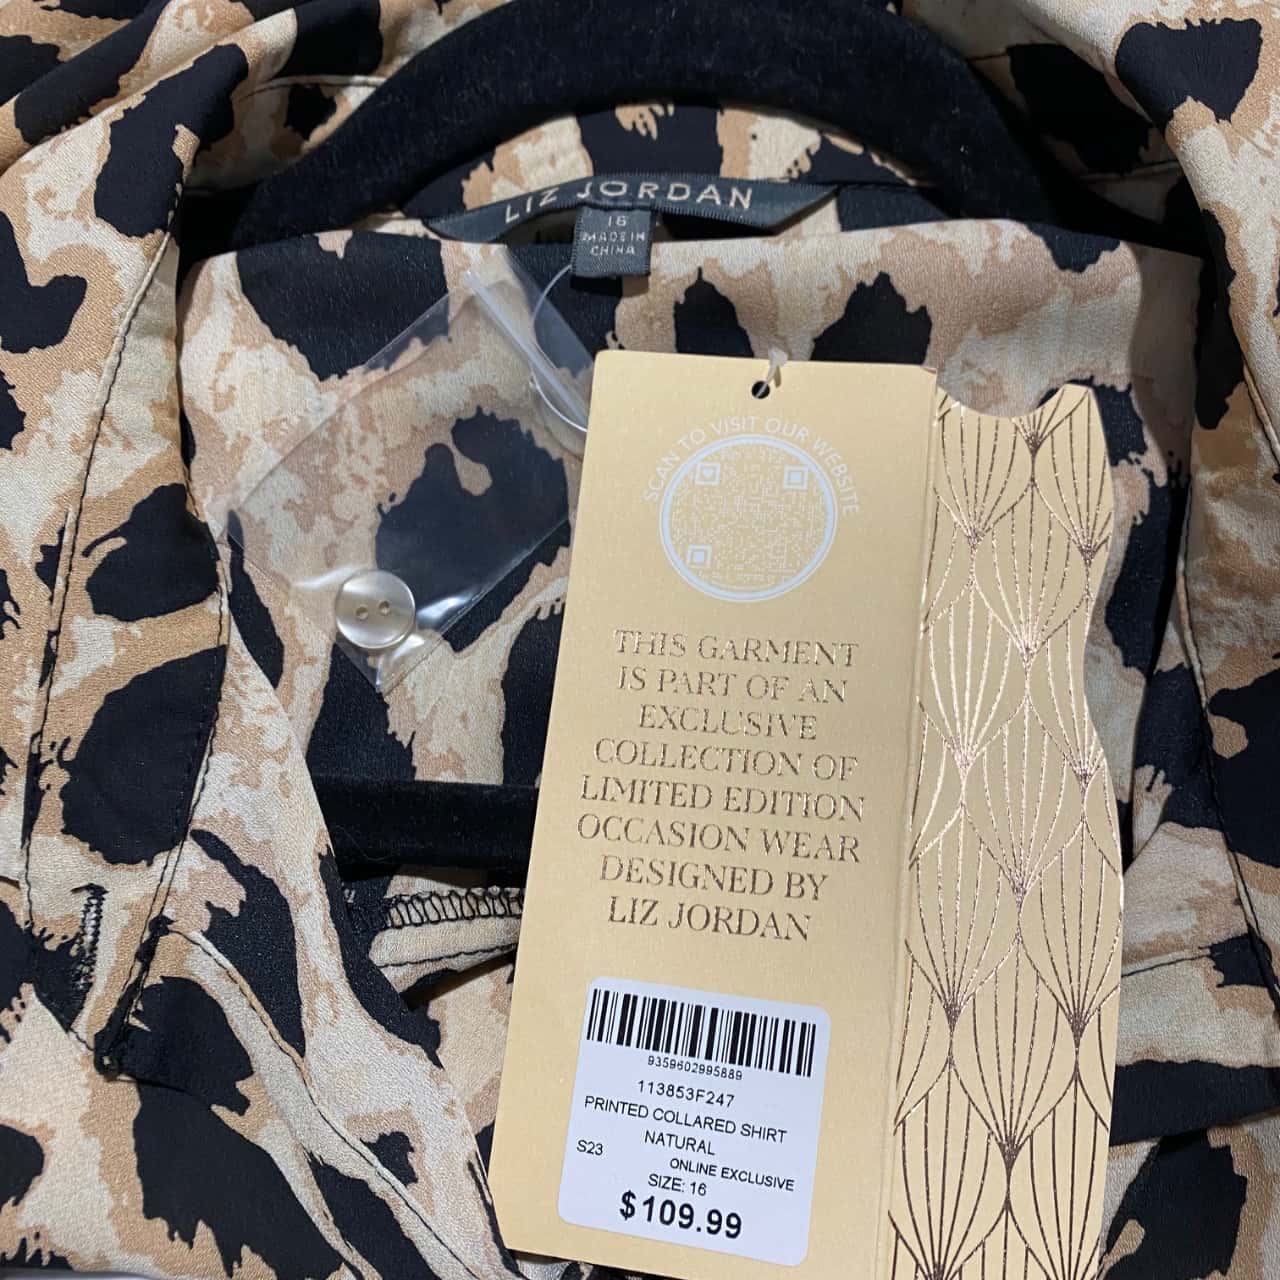 LIZ JORDAN
16
MADE IN
CHINA
SCAN TO VISIT OUR WEBSITE
THIS GARMENT
IS PART OF AN
EXCLUSIVE
COLLECTION OF
LIMITED EDITION
OCCASION WEAR
DESIGNED BY
LIZ JORDAN
9359602995889
113853F247
PRINTED COLLARED SHIRT
NATURAL
S23
ONLINE EXCLUSIVE
SIZE: 16
$109.99